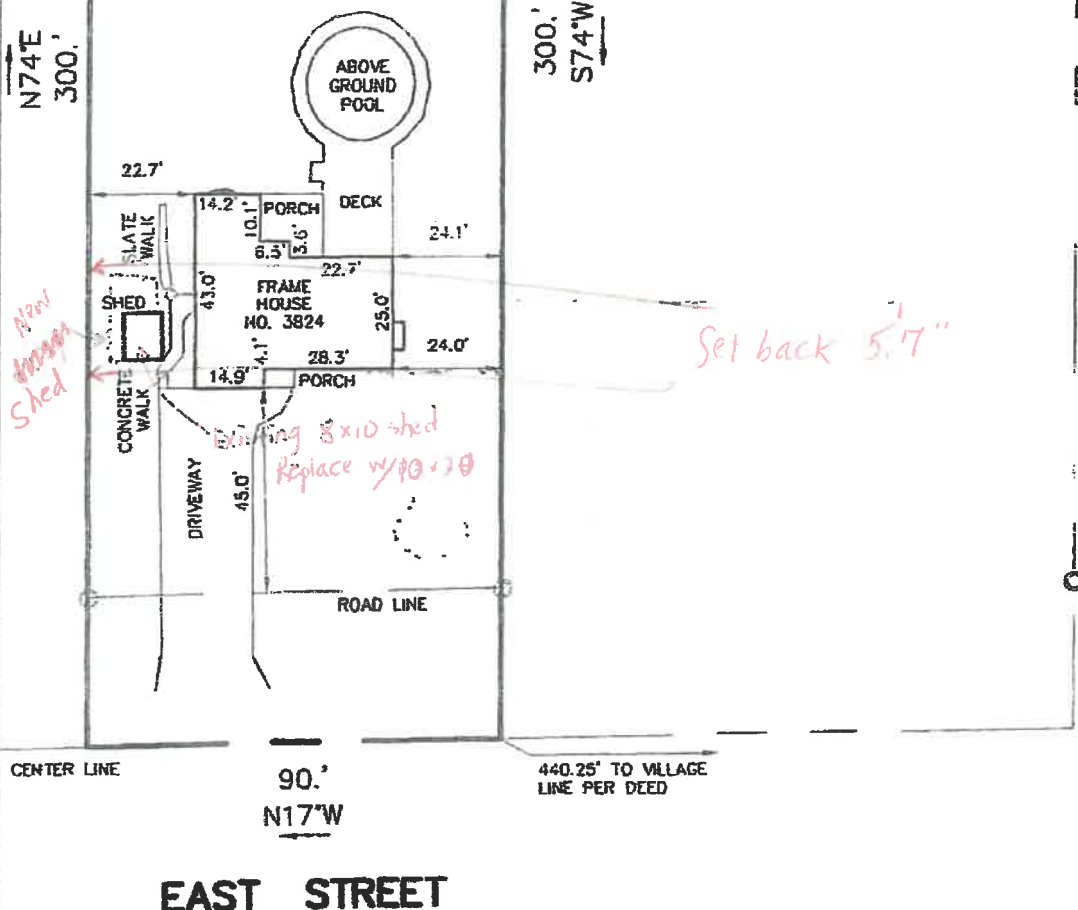 N74°E
300.'
300.'
S74°W
ABOVE
GROUND
POOL
22.7'
14.2'
PORCH
DECK
10.1'
SLATE
WALK
6.5'
3.6'
24.1'
22.7'
43.0'
FRAME
HOUSE
NO. 3824
25.0'
SHED
New
Shed
Set back 5'7"
4.1'
28.3'
24.0'
14.9'
PORCH
CONCRETE
WALK
Existing 8x10 shed
Replace w/10x20
DRIVEWAY
45.0'
ROAD LINE
CENTER LINE
90.'
N17°W
440.25' TO VILLAGE
LINE PER DEED
EAST STREET